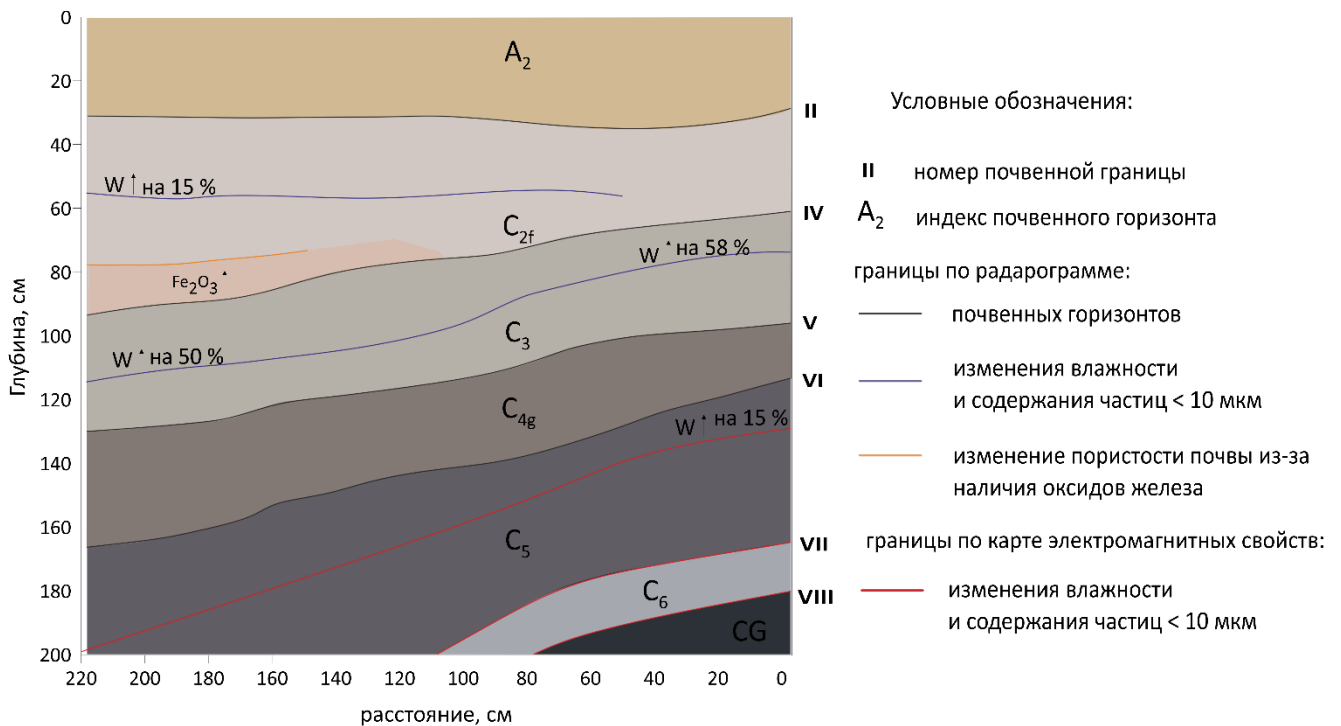 0
20
40
60
80
100
120
140
160
180
200
Глубина, см
220 200 180 160 140 120 100 80 60 40 20 0
расстояние, см
A₂
W↑ на 15 %
C₂f
Fe₂O₃▲
W▲ на 58 %
W▲ на 50 %
C₃
C₄g
W↑ на 15 %
C₅
C₆
CG
II
IV
V
VI
VII
VIII
Условные обозначения:
II номер почвенной границы
A₂ индекс почвенного горизонта
границы по радарограмме:
почвенных горизонтов
изменения влажности
и содержания частиц < 10 мкм
изменение пористости почвы из-за
наличия оксидов железа
границы по карте электромагнитных свойств:
изменения влажности
и содержания частиц < 10 мкм